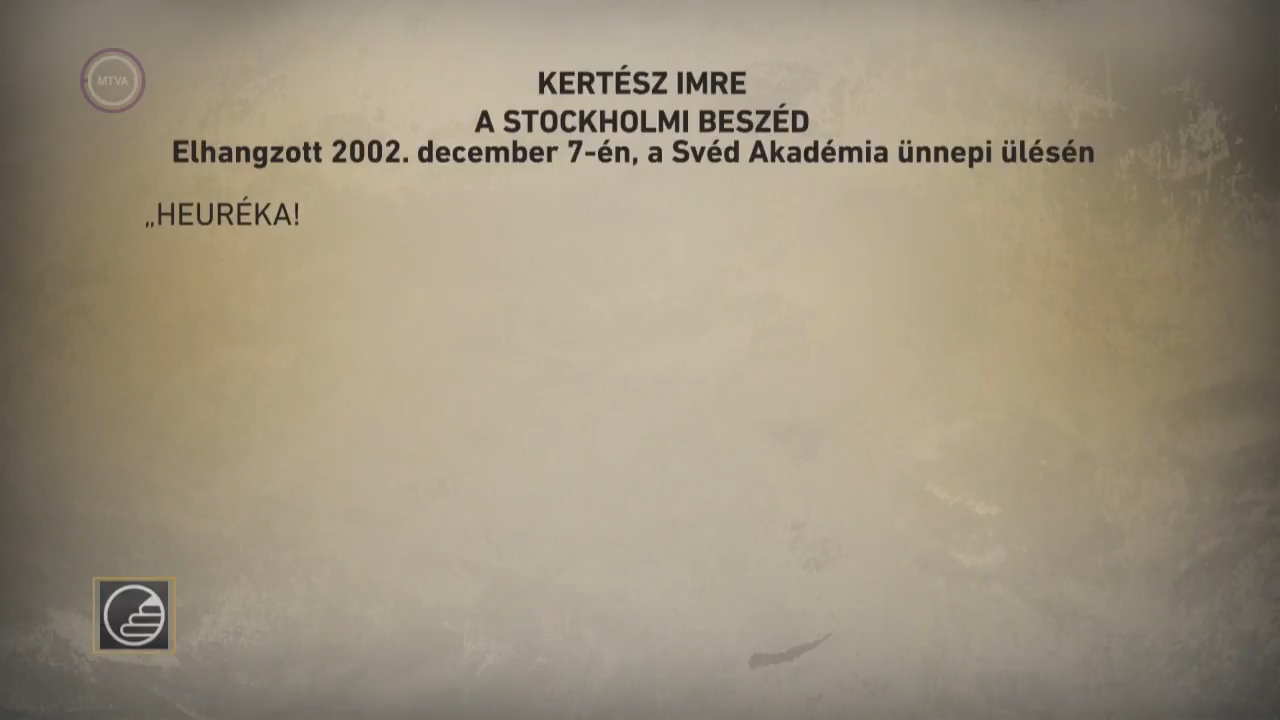 MTVA
KERTÉSZ IMRE
A STOCKHOLMI BESZÉD
Elhangzott 2002. december 7-én, a Svéd Akadémia ünnepi ülésén
„HEURÉKA!